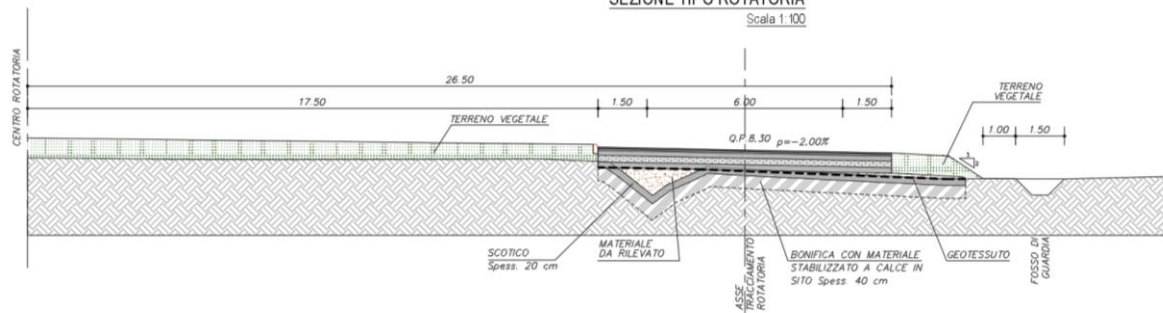 SEZIONE TIPO ROTATORIA
Scala 1:100
CENTRO ROTATORIA
26.50
17.50
1.50
6.00
1.50
TERRENO
VEGETALE
1.00
1.50
TERRENO VEGETALE
Q.P.8.30
p=-2.00%
SCOTICO
Spess. 20 cm
MATERIALE
DA RILEVATO
ASSE
TRACCIAMENTO
ROTATORIA
BONIFICA CON MATERIALE
STABILIZZATO A CALCE IN
SITO Spess. 40 cm
GEOTESSUTO
FOSSO DI
GUARDIA